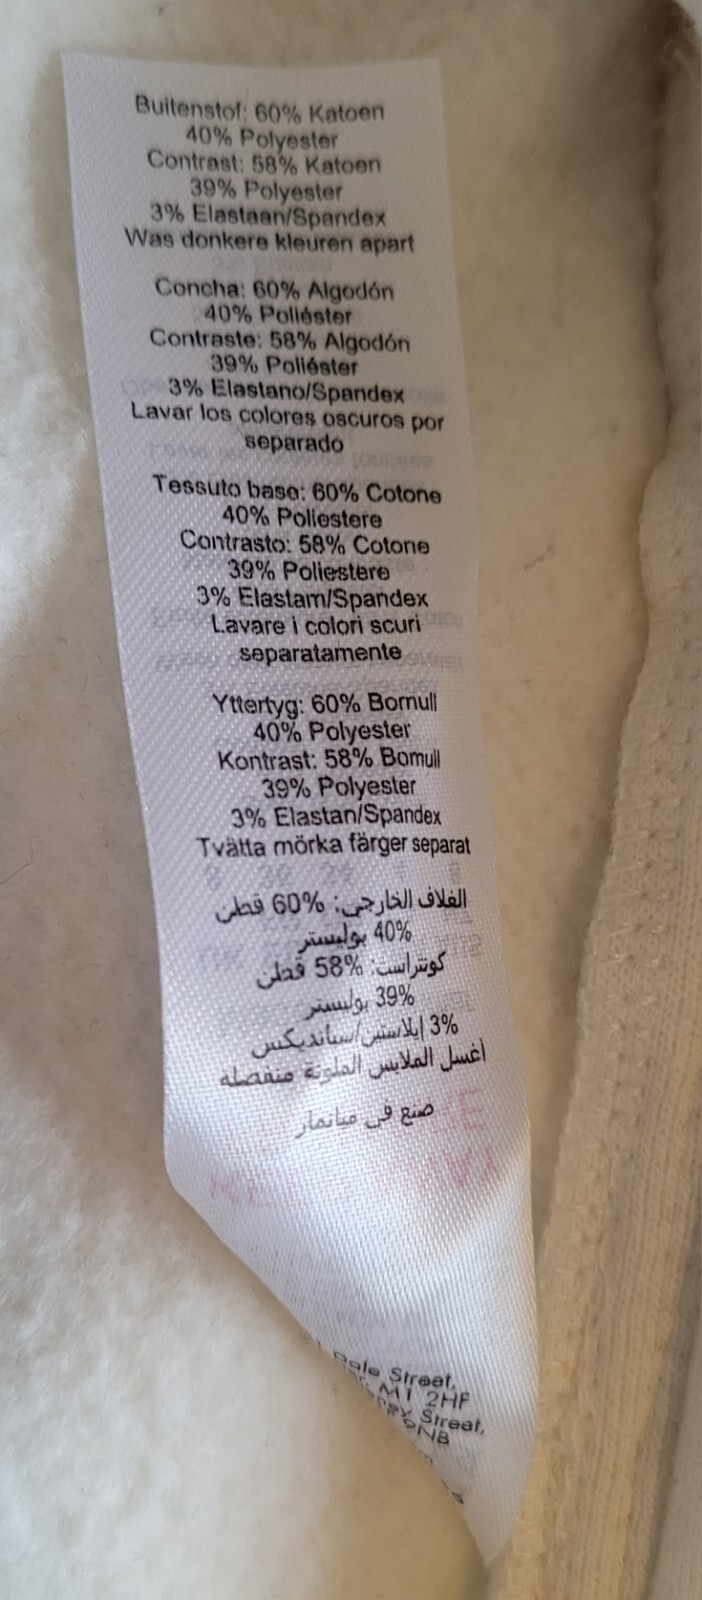 Buitenstof: 60% Katoen
40% Polyester
Contrast: 58% Katoen
39% Polyester
3% Elastaan/Spandex
Was donkere kleuren apart
Concha: 60% Algodón
40% Poliéster
Contraste: 58% Algodón
39% Poliéster
3% Elastano/Spandex
Lavar los colores oscuros por
separado
Tessuto base: 60% Cotone
40% Poliestere
Contrasto: 58% Cotone
39% Poliestere
3% Elastam/Spandex
Lavare i colori scuri
separatamente
Yttertyg: 60% Bomull
40% Polyester
Kontrast: 58% Bomull
39% Polyester
3% Elastan/Spandex
Tvätta mörka färger separat
الغلاف الخارجي: 60% قطن
40% بوليستر
كونتراست: 58% قطن
39% بوليستر
3% إيلاستين/سبانديكس
أغسل الملابس الملونة منفصله
صنع في ميانمار
Dale Street,
M1 2HF
Street,
9NB